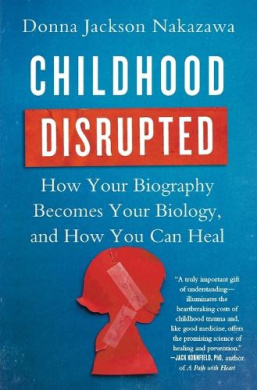 Donna Jackson Nakazawa
CHILDHOOD
DISRUPTED
How Your Biography
Becomes Your Biology,
and How You Can Heal
"A truly important gift
of understanding—
illuminates the
heartbreaking costs of
childhood trauma and,
like good medicine, offers
the promising science of
healing and prevention."
—JACK KORNFIELD, PhD, author
of A Path with Heart